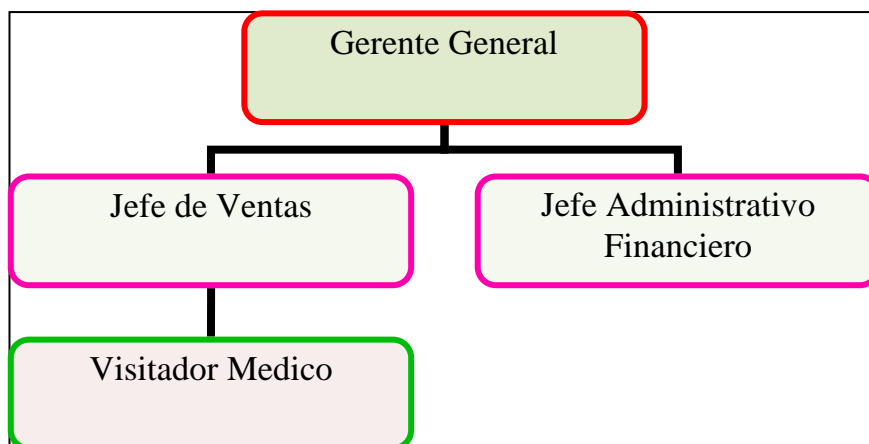 Gerente General
Jefe de Ventas
Jefe Administrativo
Financiero
Visitador Medico